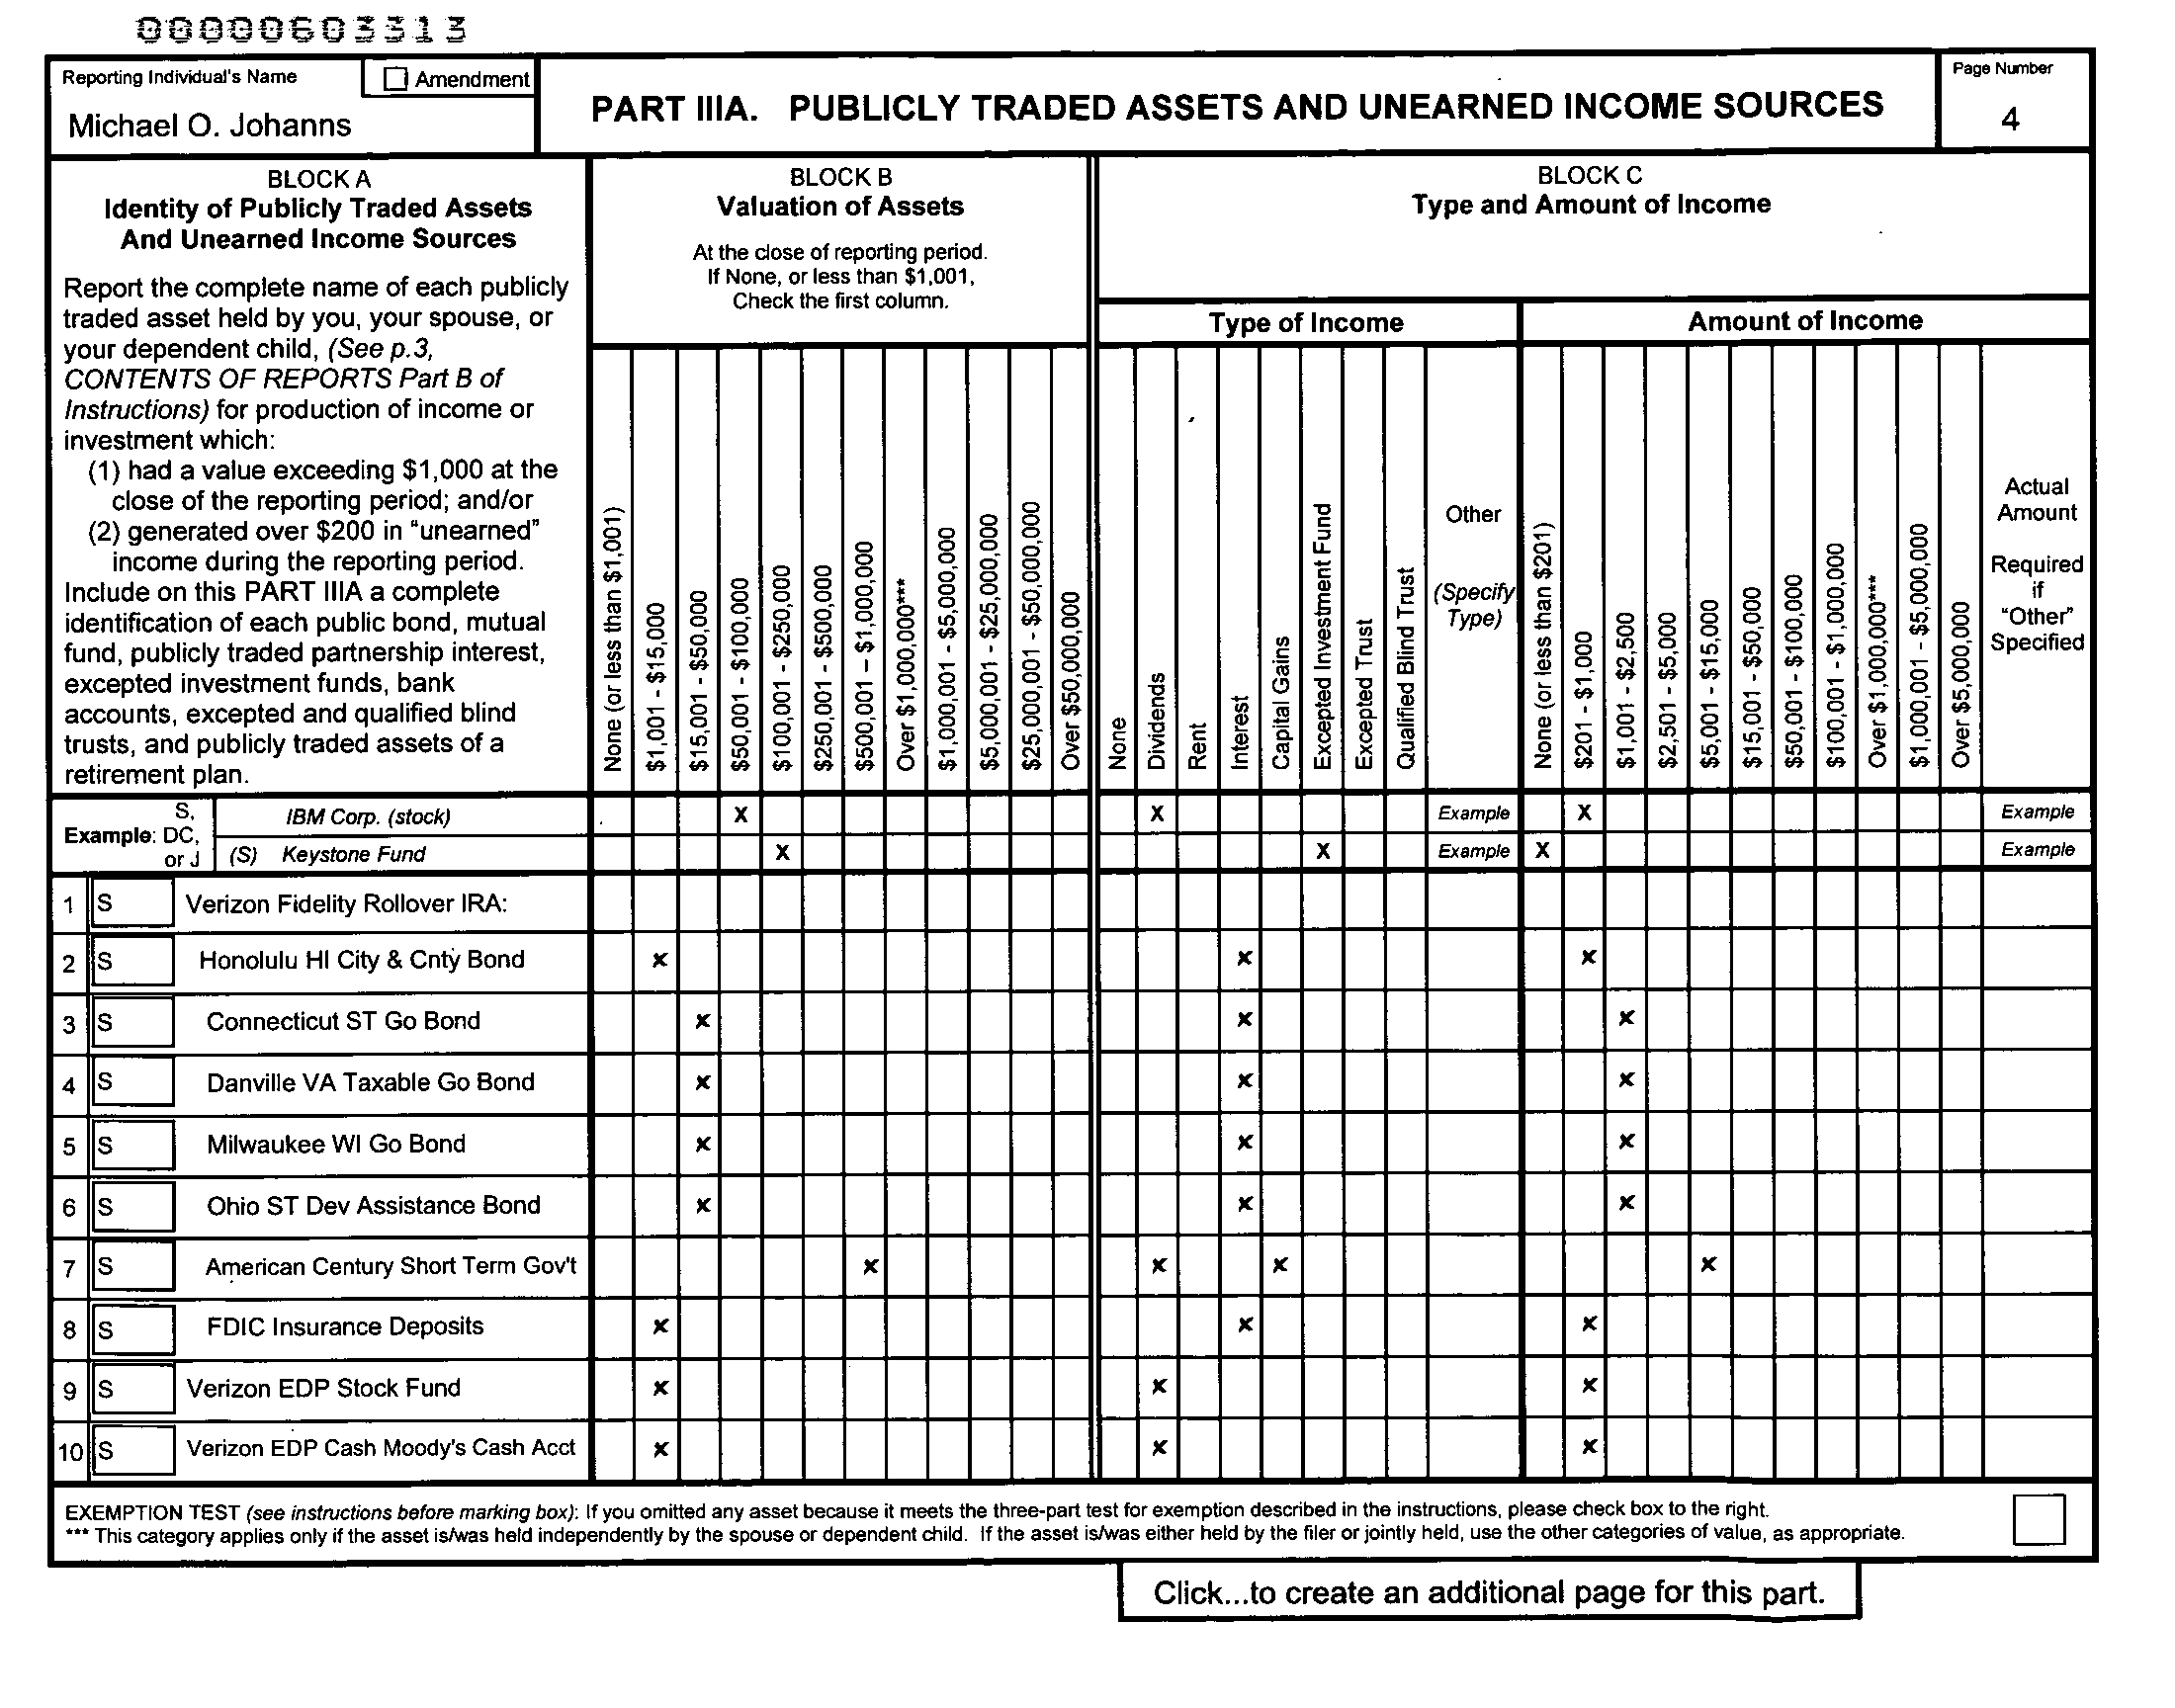 00000603313
Reporting Individual's Name
Amendment
Michael O. Johanns
PART IIIA. PUBLICLY TRADED ASSETS AND UNEARNED INCOME SOURCES
Page Number
4
BLOCK A
Identity of Publicly Traded Assets
And Unearned Income Sources
Report the complete name of each publicly
traded asset held by you, your spouse, or
your dependent child, (See p.3,
CONTENTS OF REPORTS Part B of
Instructions) for production of income or
investment which:
(1) had a value exceeding $1,000 at the
close of the reporting period; and/or
(2) generated over $200 in "unearned"
income during the reporting period.
Include on this PART IIIA a complete
identification of each public bond, mutual
fund, publicly traded partnership interest,
excepted investment funds, bank
accounts, excepted and qualified blind
trusts, and publicly traded assets of a
retirement plan.
BLOCK B
Valuation of Assets
At the close of reporting period.
If None, or less than $1,001,
Check the first column.
None (or less than $1,001)
$1,001 - $15,000
$15,001 - $50,000
$50,001 - $100,000
$100,001 - $250,000
$250,001 - $500,000
$500,001 – $1,000,000
Over $1,000,000***
$1,000,001 - $5,000,000
$5,000,001 - $25,000,000
$25,000,001 - $50,000,000
Over $50,000,000
BLOCK C
Type and Amount of Income
Type of Income
None
Dividends
Rent
Interest
Capital Gains
Excepted Investment Fund
Excepted Trust
Qualified Blind Trust
Other
(Specify
Type)
Amount of Income
None (or less than $201)
$201 - $1,000
$1,001 - $2,500
$2,501 - $5,000
$5,001 - $15,000
$15,001 - $50,000
$50,001 - $100,000
$100,001 - $1,000,000
Over $1,000,000***
$1,000,001 - $5,000,000
Over $5,000,000
Actual
Amount
Required
if
"Other"
Specified
Example: S, DC, or J
IBM Corp. (stock) X X Example X Example
(S) Keystone Fund X X Example X Example
1 S Verizon Fidelity Rollover IRA:
2 S Honolulu HI City & Cnty Bond x x x
3 S Connecticut ST Go Bond x x x
4 S Danville VA Taxable Go Bond x x x
5 S Milwaukee WI Go Bond x x x
6 S Ohio ST Dev Assistance Bond x x x
7 S American Century Short Term Gov't x x x x
8 S FDIC Insurance Deposits x x x
9 S Verizon EDP Stock Fund x x x
10 S Verizon EDP Cash Moody's Cash Acct x x x
EXEMPTION TEST (see instructions before marking box): If you omitted any asset because it meets the three-part test for exemption described in the instructions, please check box to the right.
*** This category applies only if the asset is/was held independently by the spouse or dependent child. If the asset is/was either held by the filer or jointly held, use the other categories of value, as appropriate.
Click...to create an additional page for this part.